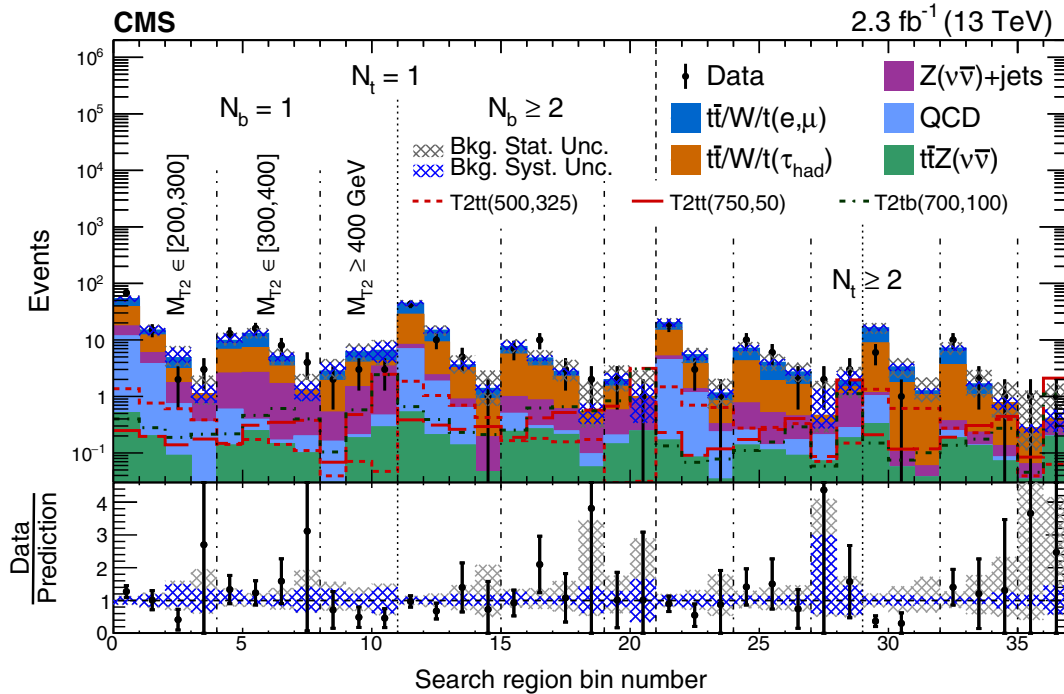 CMS 2.3 fb⁻¹ (13 TeV)
10⁶
10⁵
10⁴
10³
10²
10
1
10⁻¹
Events
N_t = 1
N_b = 1
N_b ≥ 2
N_t ≥ 2
M_T2 ∈ [200,300]
M_T2 ∈ [300,400]
M_T2 ≥ 400 GeV
Data
Z(νν̅)+jets
tt̅/W/t(e,μ)
QCD
tt̅/W/t(τ_had)
tt̅Z(νν̅)
Bkg. Stat. Unc.
Bkg. Syst. Unc.
T2tt(500,325)
T2tt(750,50)
T2tb(700,100)
Data
Prediction
4
3
2
1
0
0 5 10 15 20 25 30 35
Search region bin number